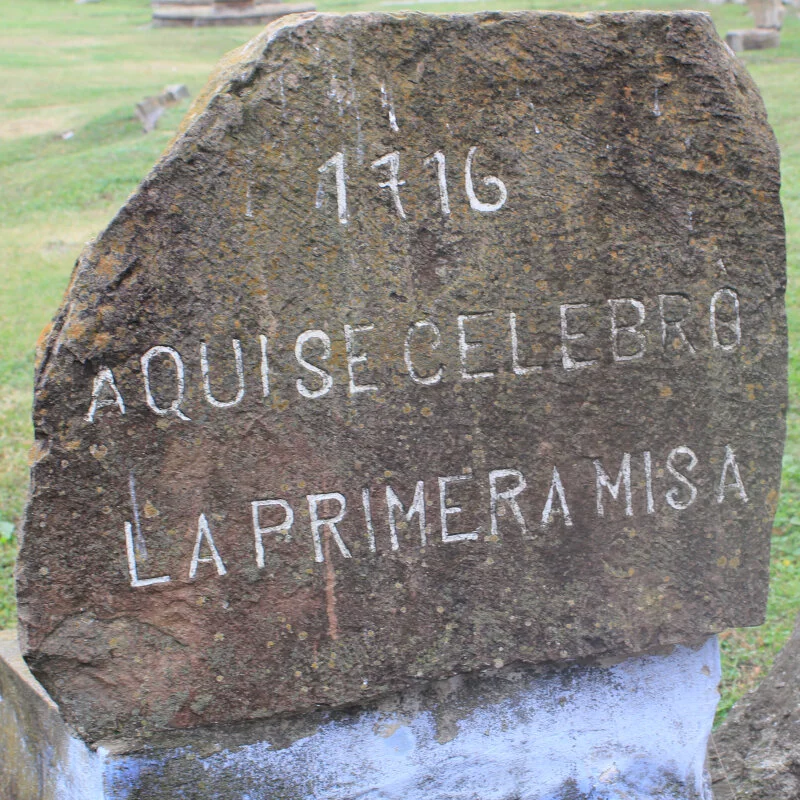 1716
AQUI SE CELEBRÓ
LA PRIMERA MISA